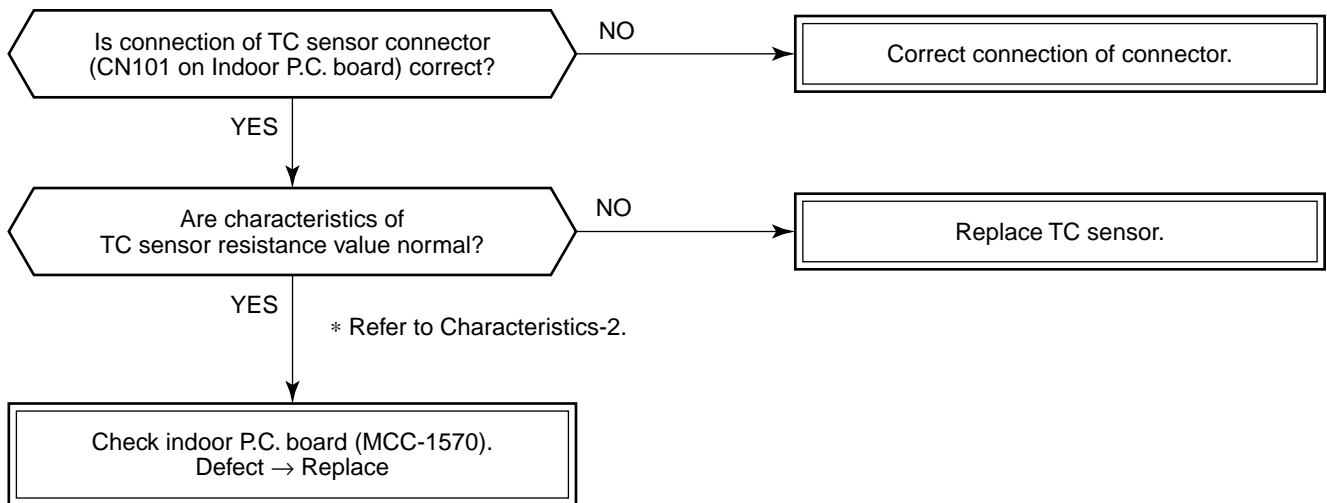 Is connection of TC sensor connector
(CN101 on Indoor P.C. board) correct?
NO
Correct connection of connector.
YES
Are characteristics of
TC sensor resistance value normal?
NO
Replace TC sensor.
YES
* Refer to Characteristics-2.
Check indoor P.C. board (MCC-1570).
Defect → Replace